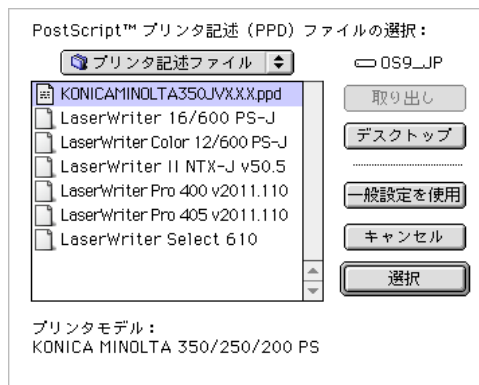 PostScript™ プリンタ記述（PPD）ファイルの選択：
プリンタ記述ファイル
OS9_JP
KONICAMINOLTA350JVX.X.X.ppd
LaserWriter 16/600 PS-J
LaserWriter Color 12/600 PS-J
LaserWriter II NTX-J v50.5
LaserWriter Pro 400 v2011.110
LaserWriter Pro 405 v2011.110
LaserWriter Select 610
取り出し
デスクトップ
一般設定を使用
キャンセル
選択
プリンタモデル：
KONICA MINOLTA 350/250/200 PS